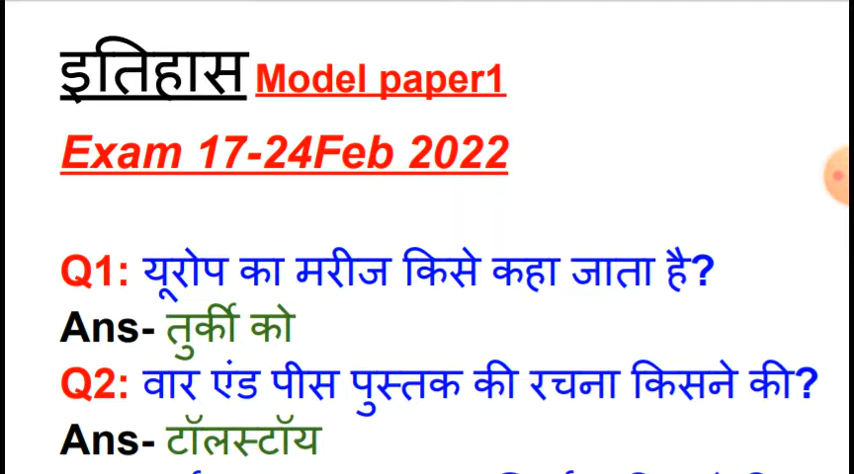 इतिहास Model paper1
Exam 17-24Feb 2022
Q1: यूरोप का मरीज किसे कहा जाता है?
Ans- तुर्की को
Q2: वार एंड पीस पुस्तक की रचना किसने की?
Ans- टॉलस्टॉय